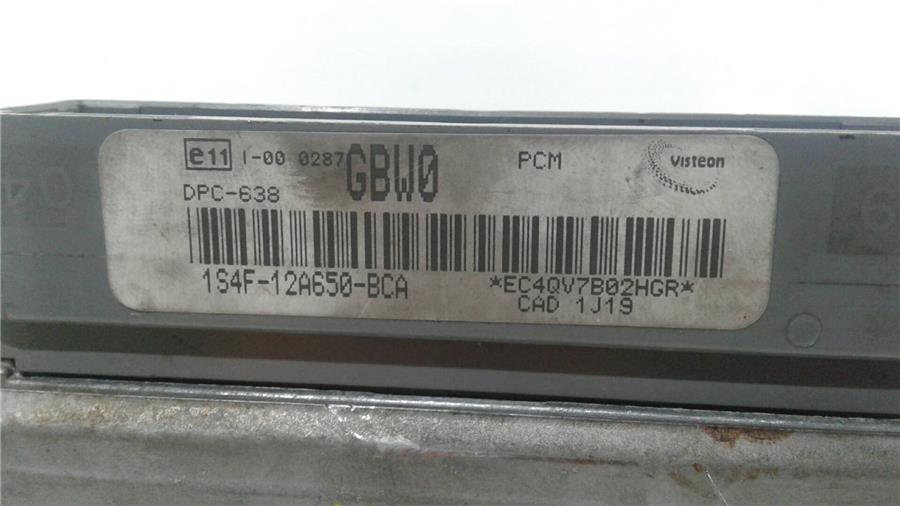 e11 I-00 0287 GBW0 PCM Visteon
DPC-638
1S4F-12A650-BCA *EC4QV7B02HGR*
CAD 1J19